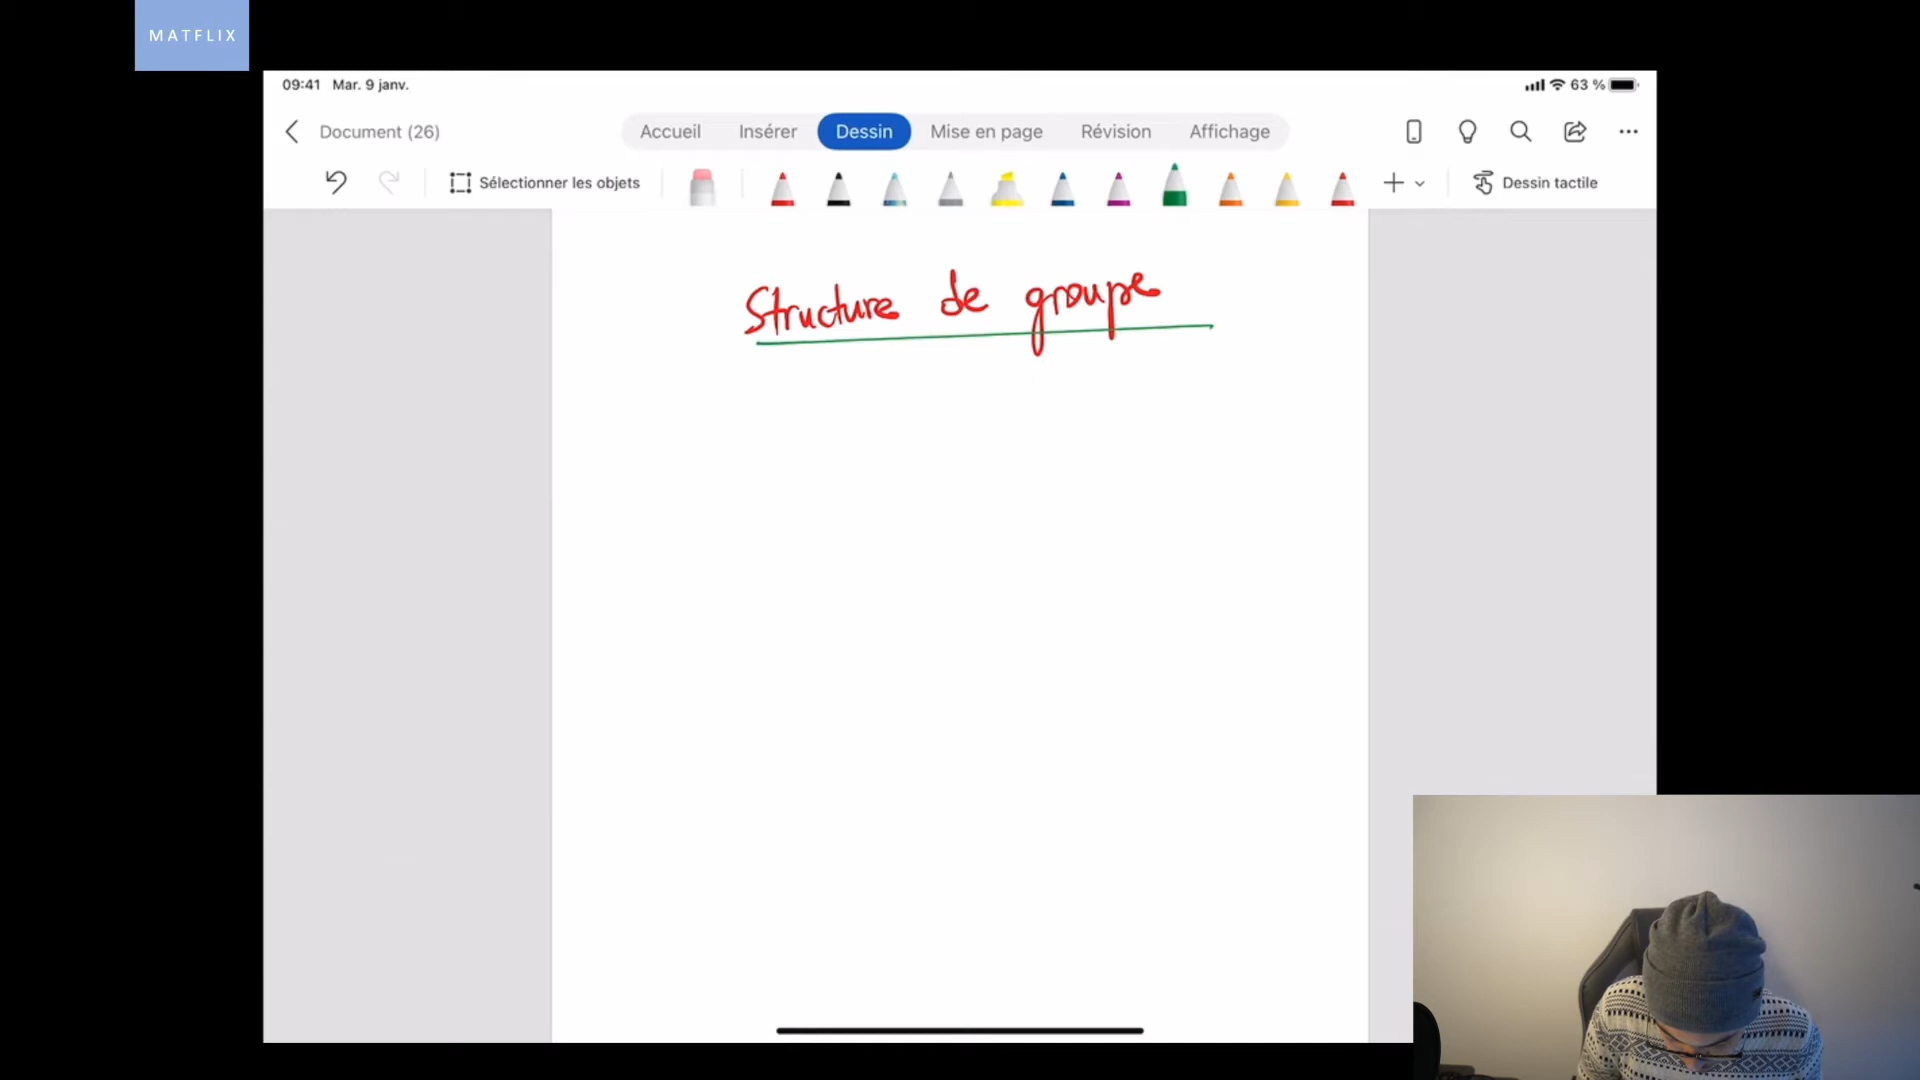 MATFLIX
09:41 Mar. 9 janv.
63 %
Document (26)
Accueil Insérer Dessin Mise en page Révision Affichage
Sélectionner les objets
Dessin tactile
Structure de groupe